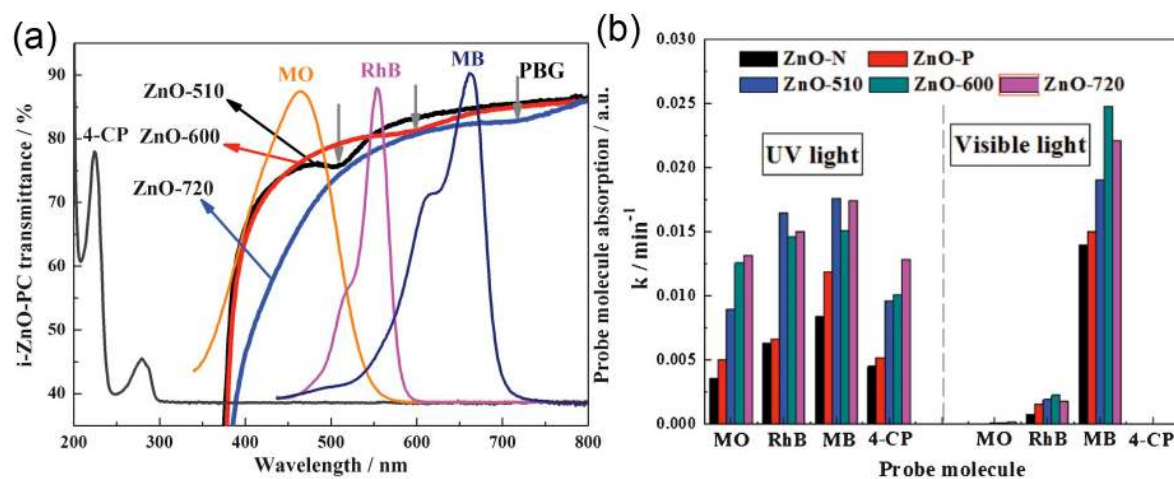 (a)
i-ZnO-PC transmittance / %
90
80
70
60
50
40
200
300
400
500
600
700
800
Wavelength / nm
Probe molecule absorption / a.u.
4-CP
ZnO-510
ZnO-600
ZnO-720
MO
RhB
MB
PBG
(b)
k / min⁻¹
0.030
0.025
0.020
0.015
0.010
0.005
0.000
ZnO-N
ZnO-P
ZnO-510
ZnO-600
ZnO-720
UV light
Visible light
MO RhB MB 4-CP
MO RhB MB 4-CP
Probe molecule